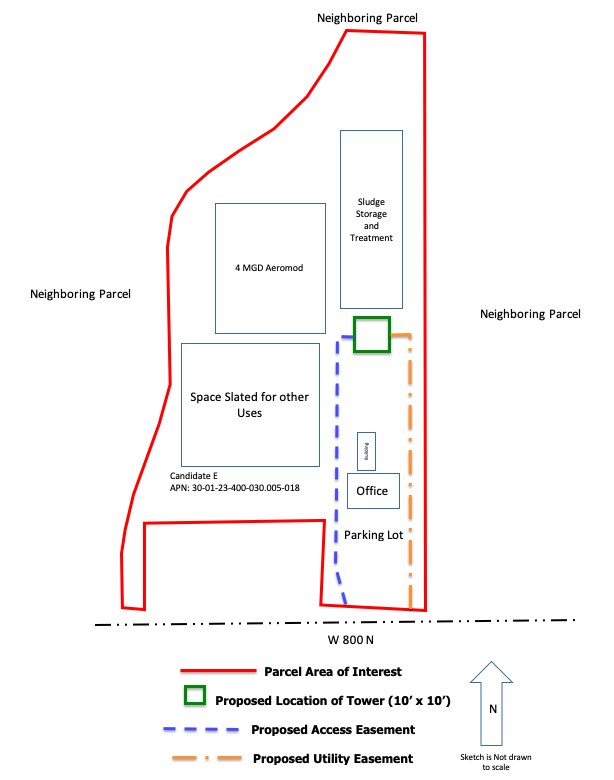 Neighboring Parcel
Sludge
Storage
and
Treatment
4 MGD Aeromod
Neighboring Parcel
Neighboring Parcel
Space Slated for other
Uses
Building
Candidate E
APN: 30-01-23-400-030.005-018
Office
Parking Lot
W 800 N
Parcel Area of Interest
Proposed Location of Tower (10’ x 10’)
Proposed Access Easement
Proposed Utility Easement
N
Sketch is Not drawn
to scale